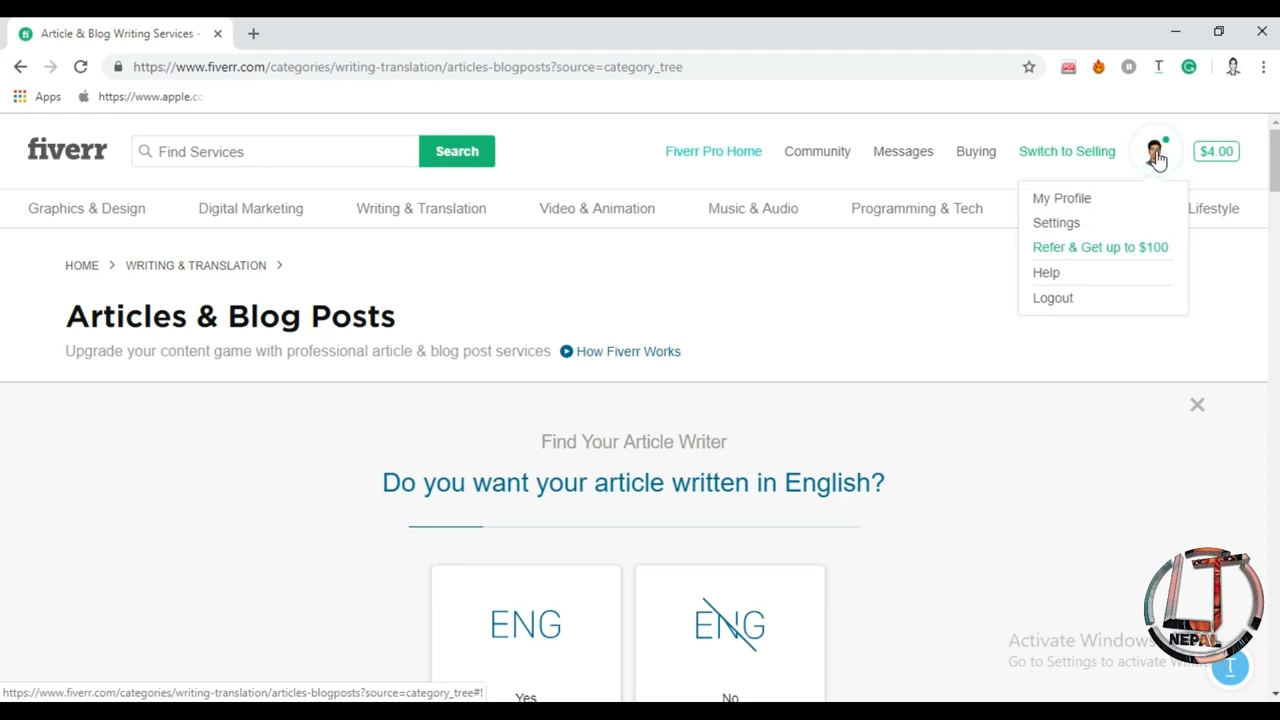 Article & Blog Writing Services -
https://www.fiverr.com/categories/writing-translation/articles-blogposts?source=category_tree
Apps
https://www.apple.co
fiverr
Find Services
Search
Fiverr Pro Home
Community
Messages
Buying
Switch to Selling
$4.00
Graphics & Design
Digital Marketing
Writing & Translation
Video & Animation
Music & Audio
Programming & Tech
Lifestyle
My Profile
Settings
Refer & Get up to $100
Help
Logout
HOME > WRITING & TRANSLATION >
Articles & Blog Posts
Upgrade your content game with professional article & blog post services
How Fiverr Works
Find Your Article Writer
Do you want your article written in English?
ENG
ENG
Yes
No
Activate Windows
Go to Settings to activate
LT
NEPAL
https://www.fiverr.com/categories/writing-translation/articles-blogposts?source=category_tree#!